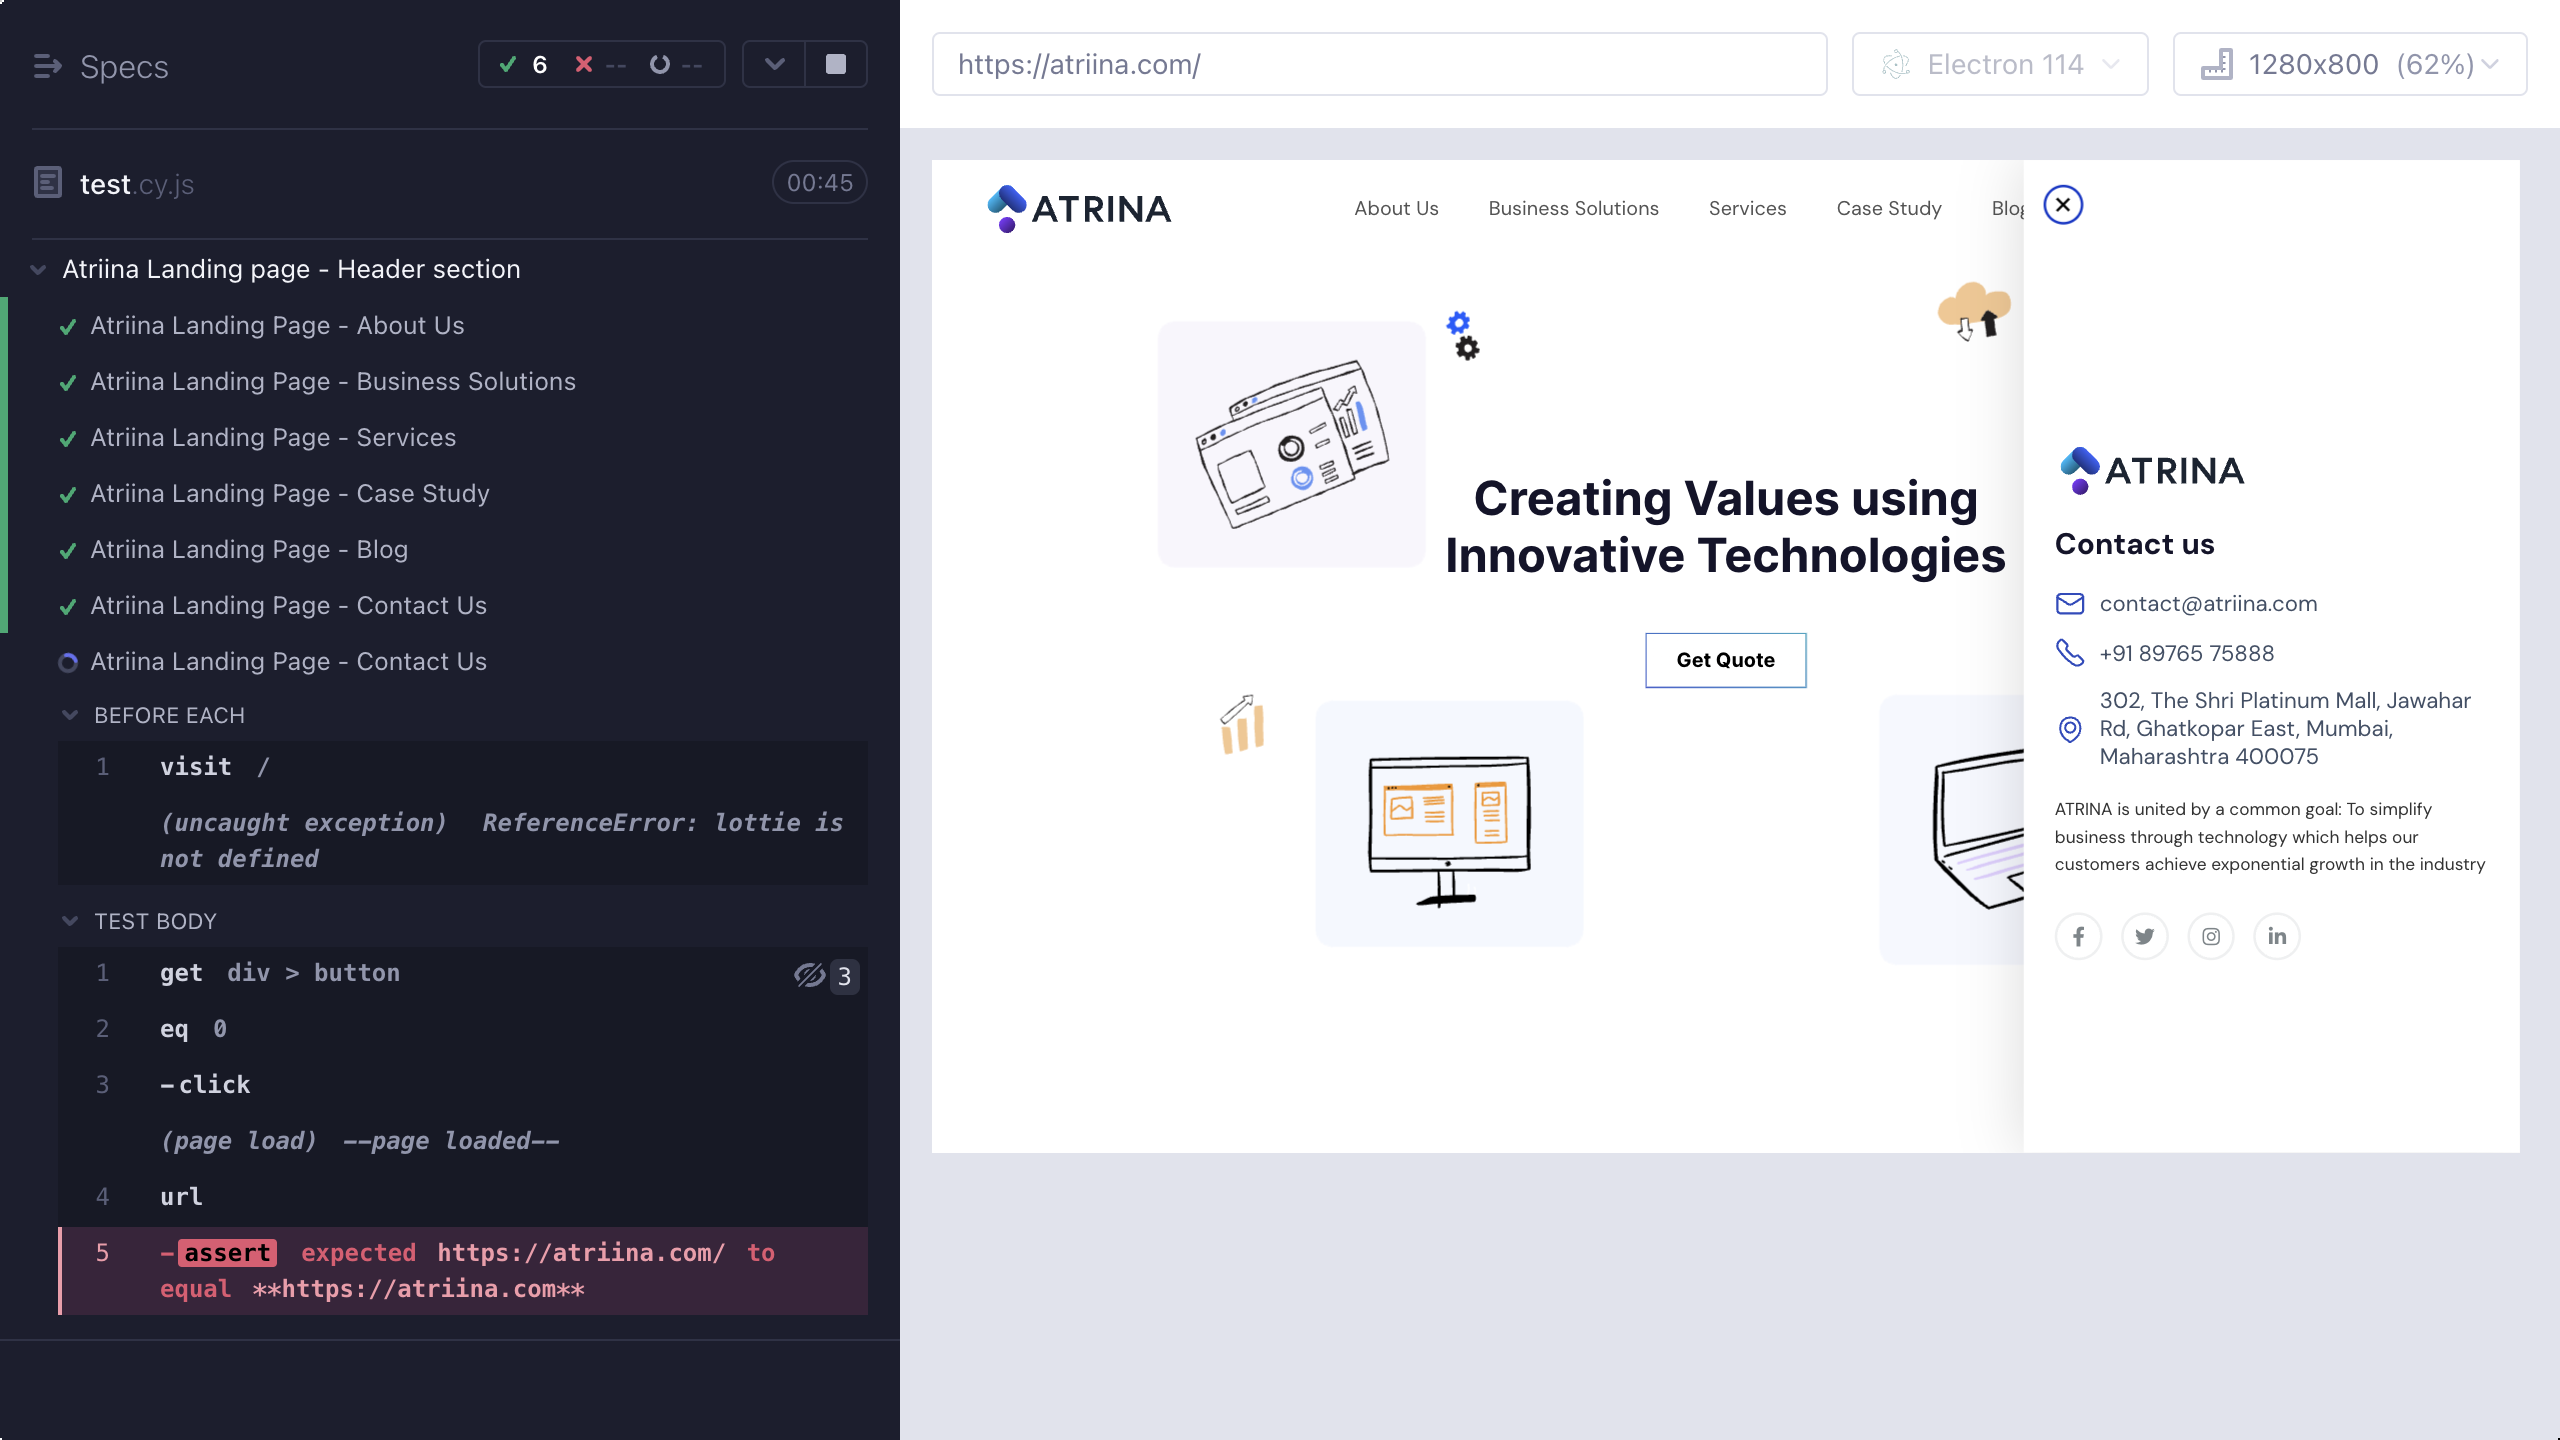 Specs
6 -- --
test.cy.js
00:45
Atriina Landing page - Header section
Atriina Landing Page - About Us
Atriina Landing Page - Business Solutions
Atriina Landing Page - Services
Atriina Landing Page - Case Study
Atriina Landing Page - Blog
Atriina Landing Page - Contact Us
Atriina Landing Page - Contact Us
BEFORE EACH
1 visit /
(uncaught exception) ReferenceError: lottie is
not defined
TEST BODY
1 get div > button 3
2 eq 0
3 -click
(page load) --page loaded--
4 url
5 -assert expected https://atriina.com/ to
equal **https://atriina.com**
https://atriina.com/
Electron 114
1280x800 (62%)
ATRINA
About Us Business Solutions Services Case Study Blog
Creating Values using
Innovative Technologies
Get Quote
ATRINA
Contact us
contact@atriina.com
+91 89765 75888
302, The Shri Platinum Mall, Jawahar
Rd, Ghatkopar East, Mumbai,
Maharashtra 400075
ATRINA is united by a common goal: To simplify
business through technology which helps our
customers achieve exponential growth in the industry